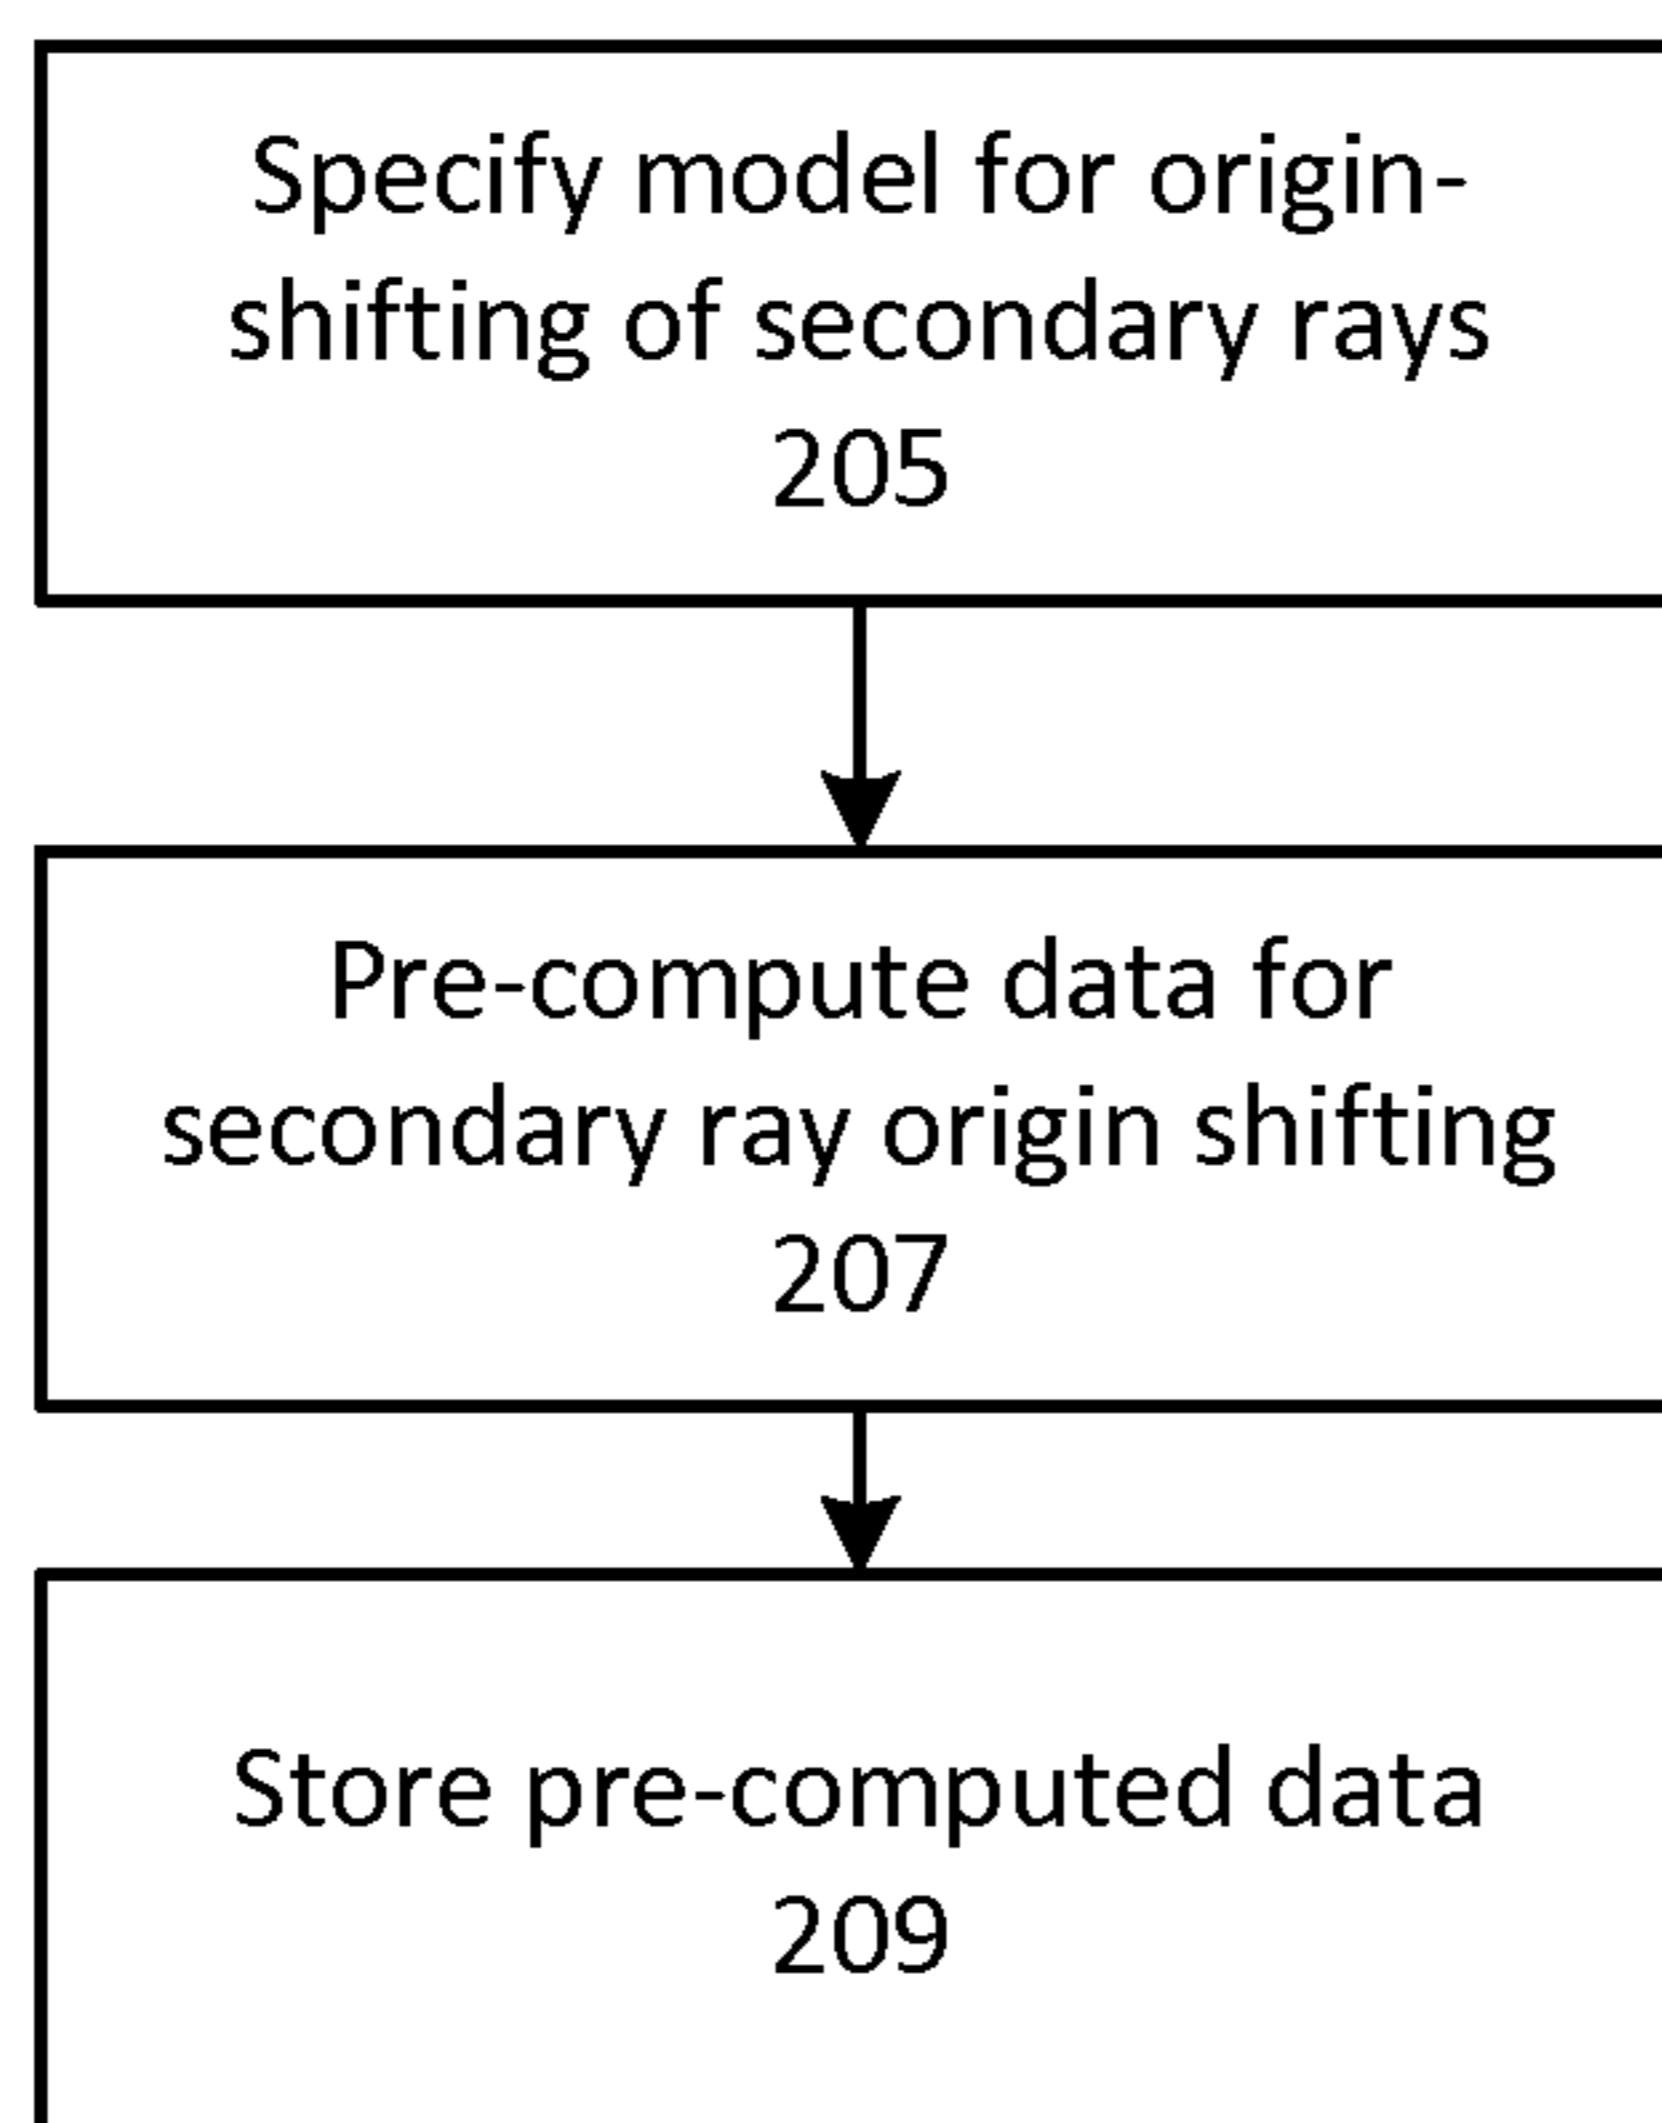 Specify model for origin-
shifting of secondary rays
205
Pre-compute data for
secondary ray origin shifting
207
Store pre-computed data
209